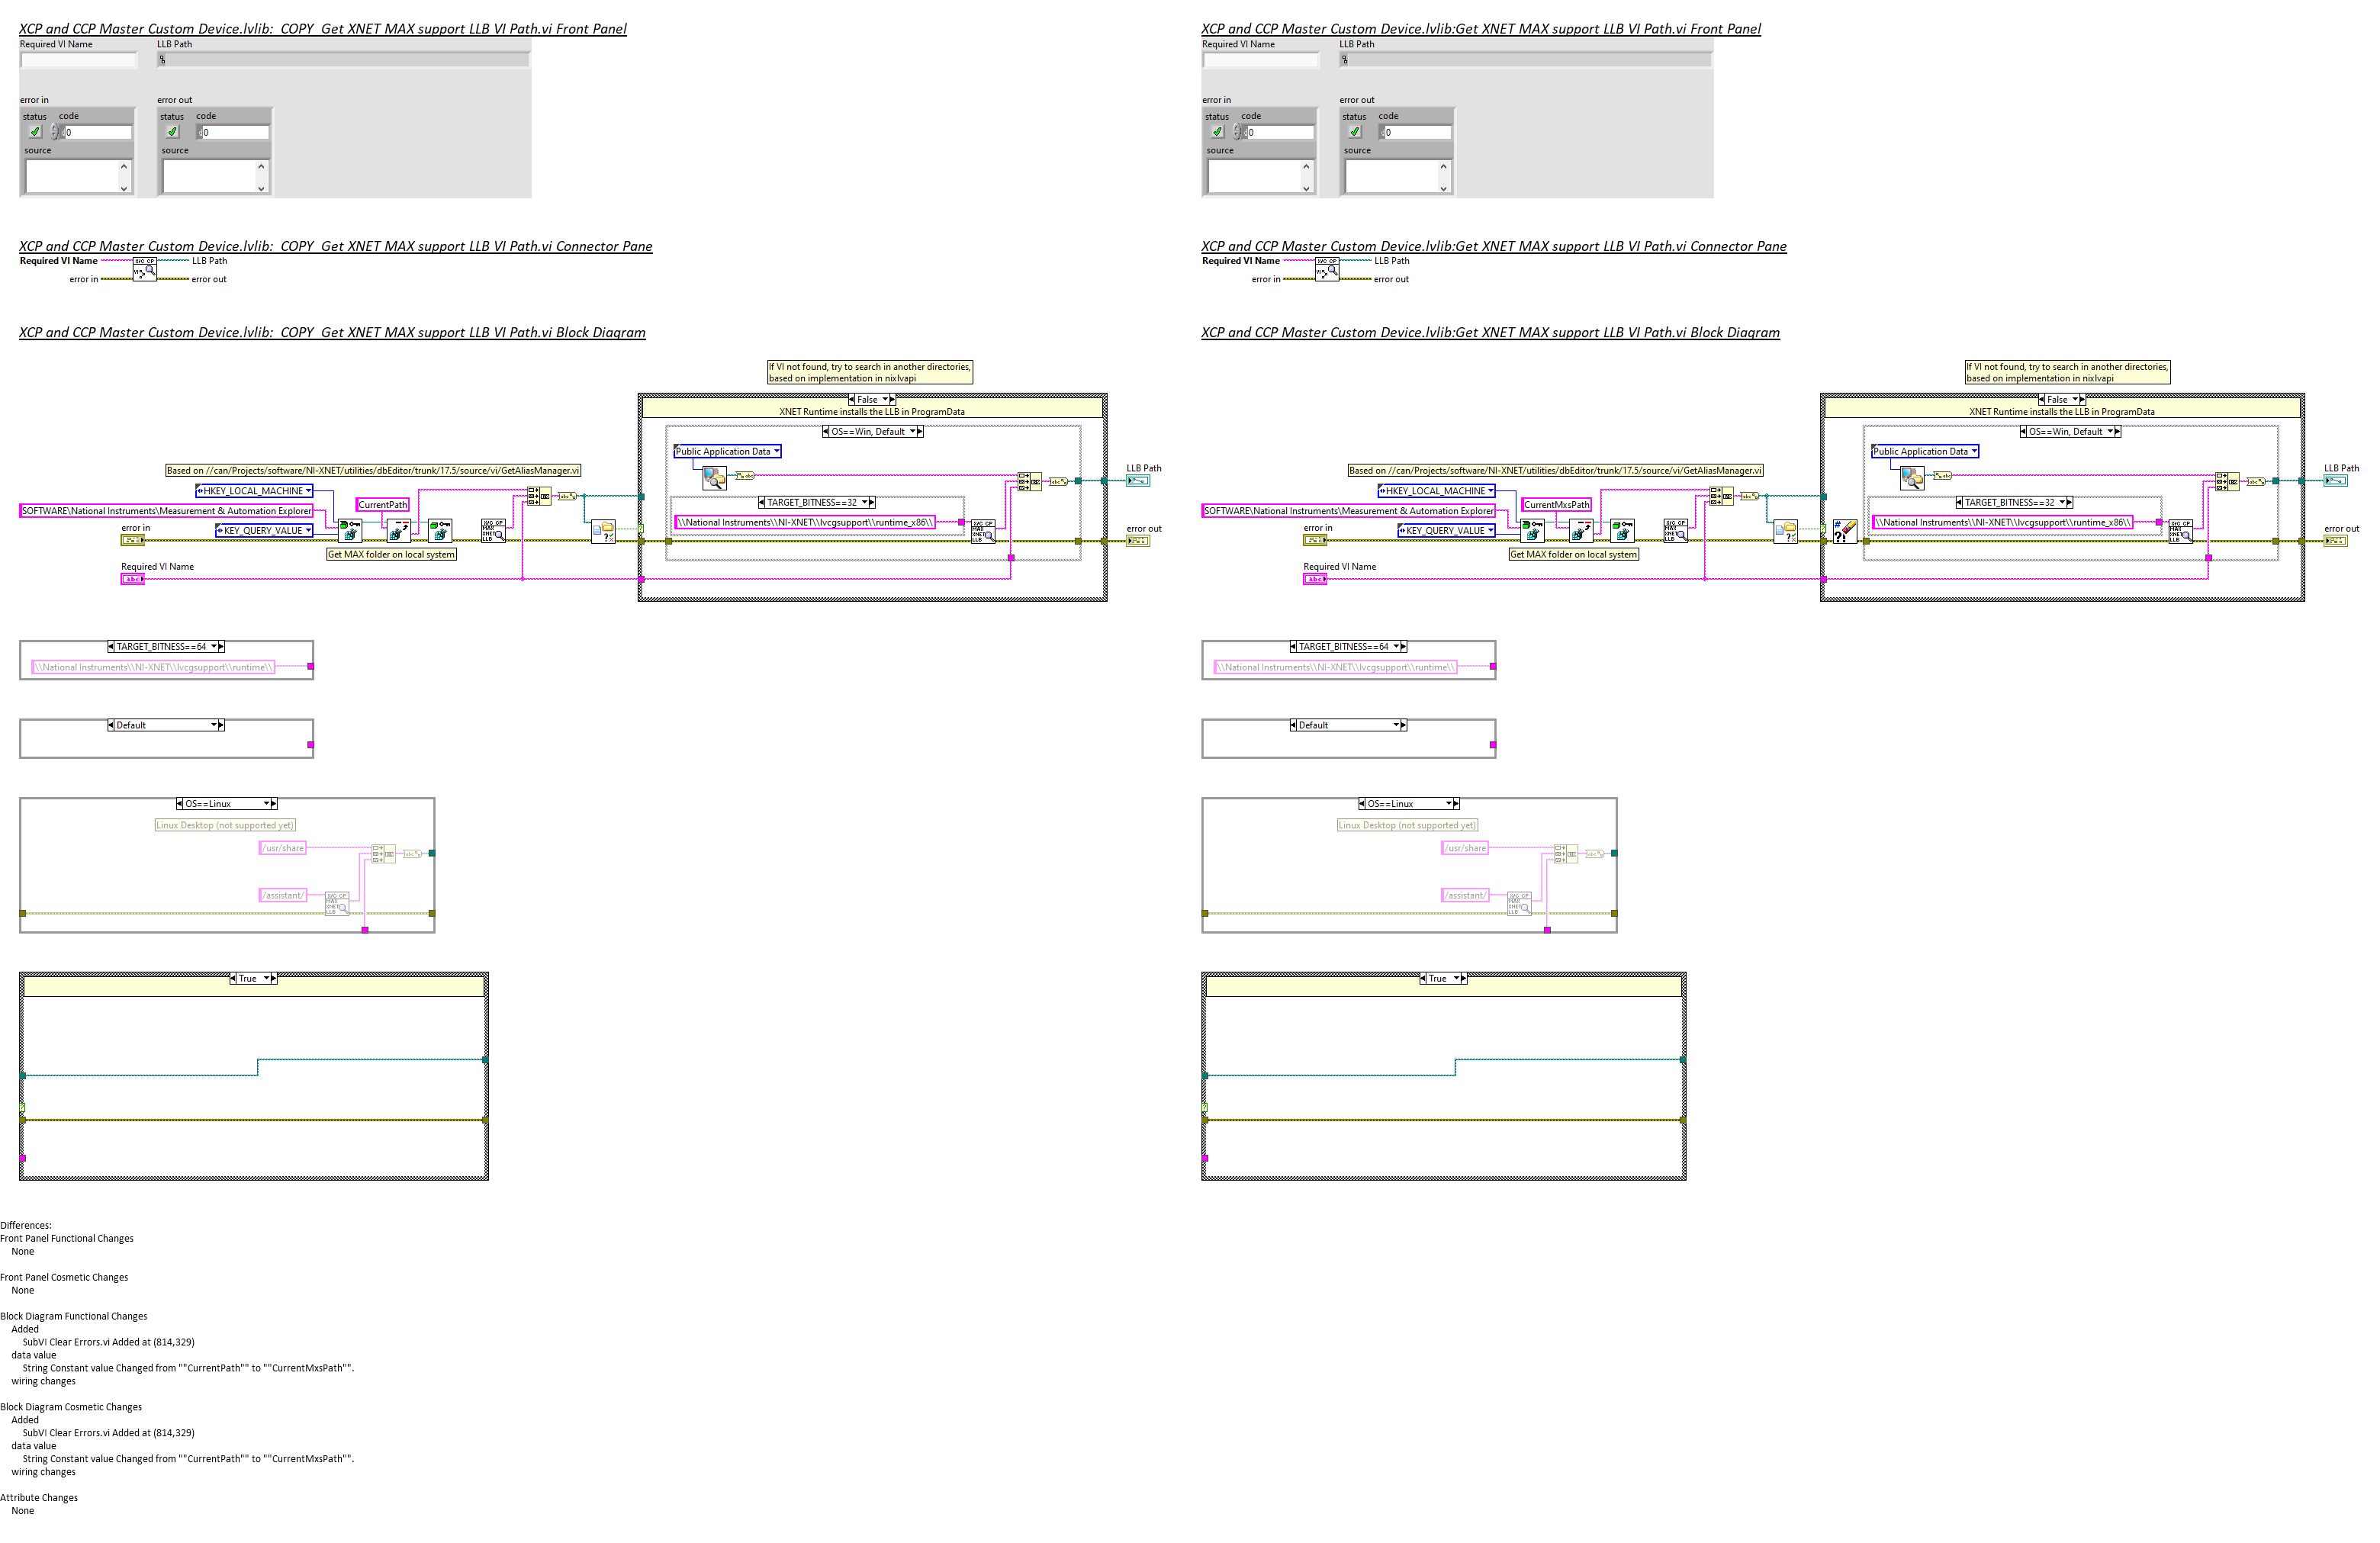 XCP and CCP Master Custom Device.lvlib:  COPY  Get XNET MAX support LLB VI Path.vi Front Panel
Required VI Name
LLB Path
error in
error out
status
code
0
source
status
code
0
source
XCP and CCP Master Custom Device.lvlib:  COPY  Get XNET MAX support LLB VI Path.vi Connector Pane
Required VI Name
LLB Path
error in
error out
XCP and CCP Master Custom Device.lvlib:  COPY  Get XNET MAX support LLB VI Path.vi Block Diagram
If VI not found, try to search in another directories,
based on implementation in nixlvapi
False
XNET Runtime installs the LLB in ProgramData
OS==Win, Default
Public Application Data
Based on //can/Projects/software/NI-XNET/utilities/dbEditor/trunk/17.5/source/vi/GetAliasManager.vi
LLB Path
HKEY_LOCAL_MACHINE
CurrentPath
TARGET_BITNESS==32
SOFTWARE\National Instruments\Measurement & Automation Explorer
\\National Instruments\\NI-XNET\\lvcgsupport\\runtime_x86\\
error in
KEY_QUERY_VALUE
error out
Get MAX folder on local system
Required VI Name
abc
TARGET_BITNESS==64
\\National Instruments\\NI-XNET\\lvcgsupport\\runtime\\
Default
OS==Linux
Linux Desktop (not supported yet)
/usr/share
/assistant/
True
XCP and CCP Master Custom Device.lvlib:Get XNET MAX support LLB VI Path.vi Front Panel
Required VI Name
LLB Path
error in
error out
status
code
0
source
status
code
0
source
XCP and CCP Master Custom Device.lvlib:Get XNET MAX support LLB VI Path.vi Connector Pane
Required VI Name
LLB Path
error in
error out
XCP and CCP Master Custom Device.lvlib:Get XNET MAX support LLB VI Path.vi Block Diagram
If VI not found, try to search in another directories,
based on implementation in nixlvapi
False
XNET Runtime installs the LLB in ProgramData
OS==Win, Default
Public Application Data
Based on //can/Projects/software/NI-XNET/utilities/dbEditor/trunk/17.5/source/vi/GetAliasManager.vi
LLB Path
HKEY_LOCAL_MACHINE
CurrentMxsPath
TARGET_BITNESS==32
SOFTWARE\National Instruments\Measurement & Automation Explorer
\\National Instruments\\NI-XNET\\lvcgsupport\\runtime_x86\\
error in
KEY_QUERY_VALUE
error out
Get MAX folder on local system
Required VI Name
abc
TARGET_BITNESS==64
\\National Instruments\\NI-XNET\\lvcgsupport\\runtime\\
Default
OS==Linux
Linux Desktop (not supported yet)
/usr/share
/assistant/
True
Differences:
Front Panel Functional Changes
None
Front Panel Cosmetic Changes
None
Block Diagram Functional Changes
Added
SubVI Clear Errors.vi Added at (814,329)
data value
String Constant value Changed from ""CurrentPath"" to ""CurrentMxsPath"".
wiring changes
Block Diagram Cosmetic Changes
Added
SubVI Clear Errors.vi Added at (814,329)
data value
String Constant value Changed from ""CurrentPath"" to ""CurrentMxsPath"".
wiring changes
Attribute Changes
None